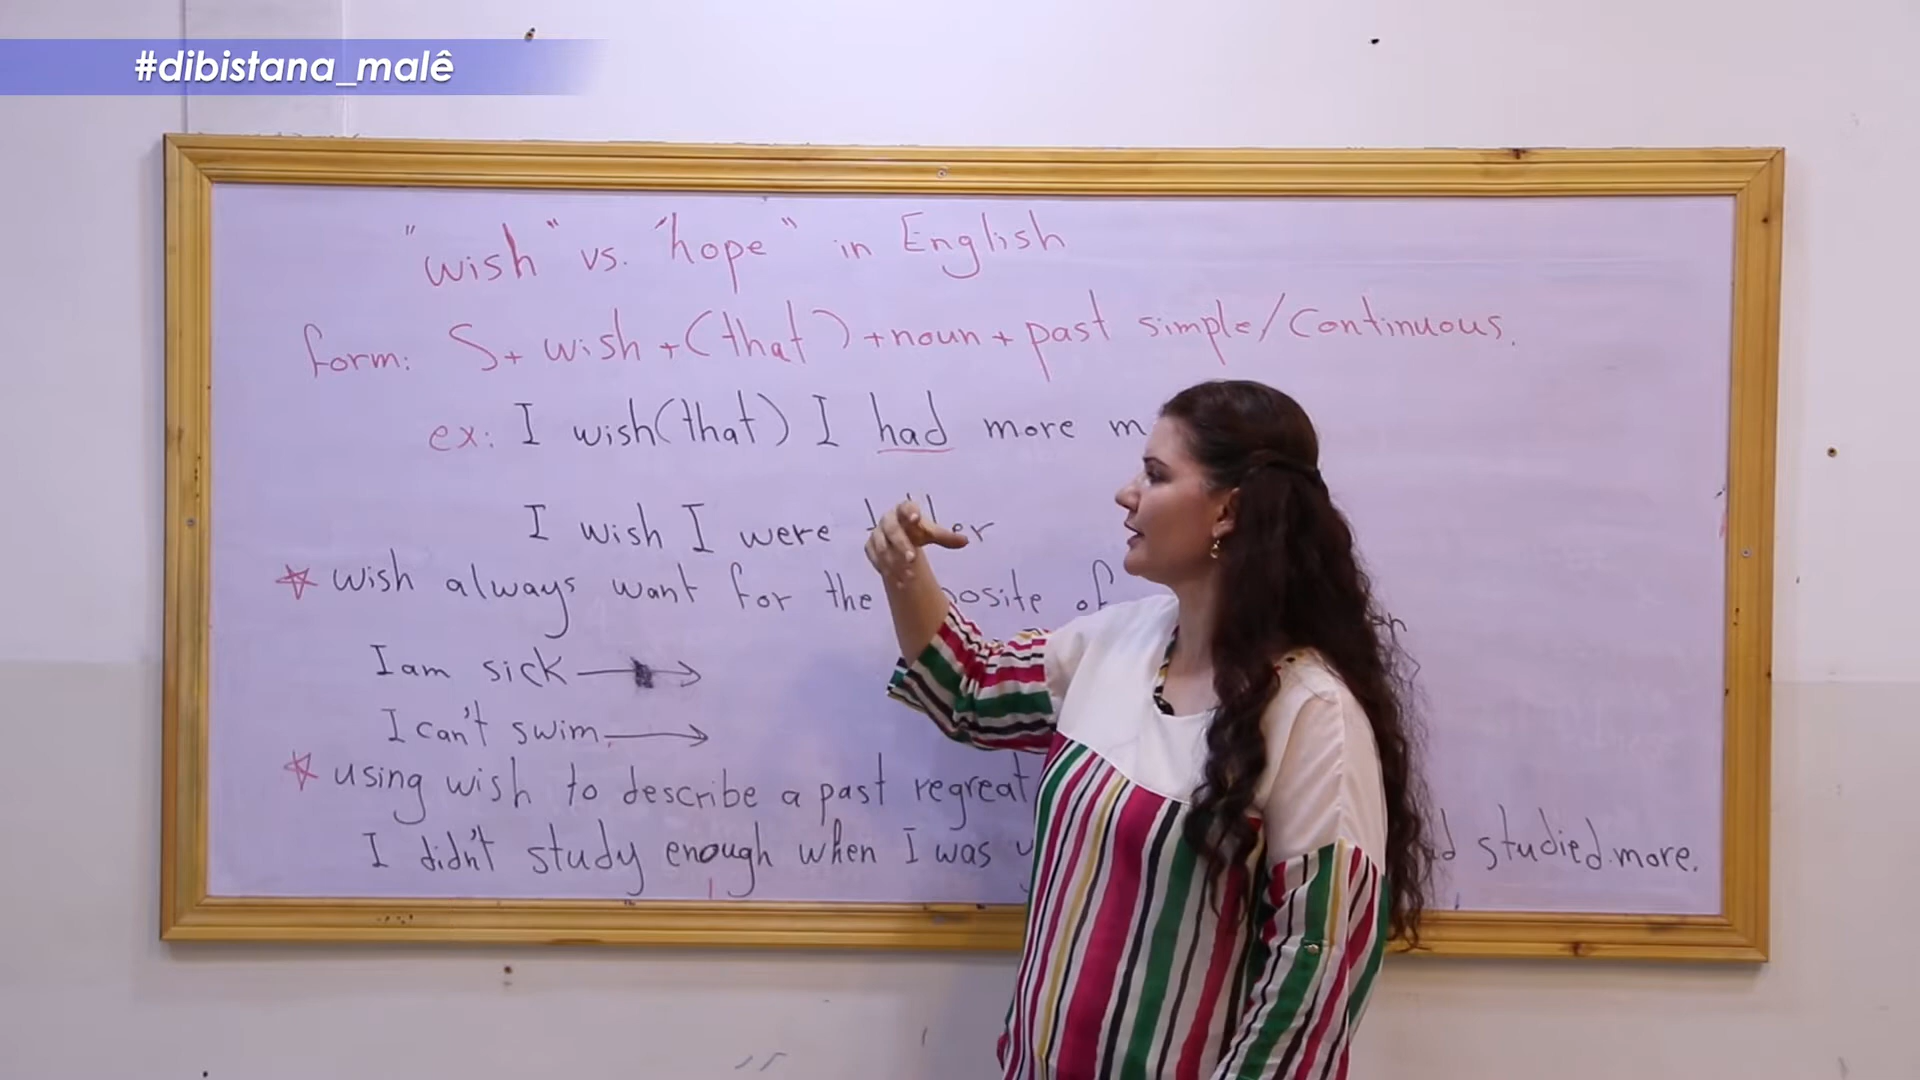 #dibistana_malê
"wish" vs. "hope" in English
form: S+ wish +(that) +noun + past simple/Continuous.
ex: I wish(that) I had more
I wish I were
☆ wish always want for the of
I am sick →
I can't swim. →
☆ using wish to describe a past regreat
I didn't study enough when I was studied.more.